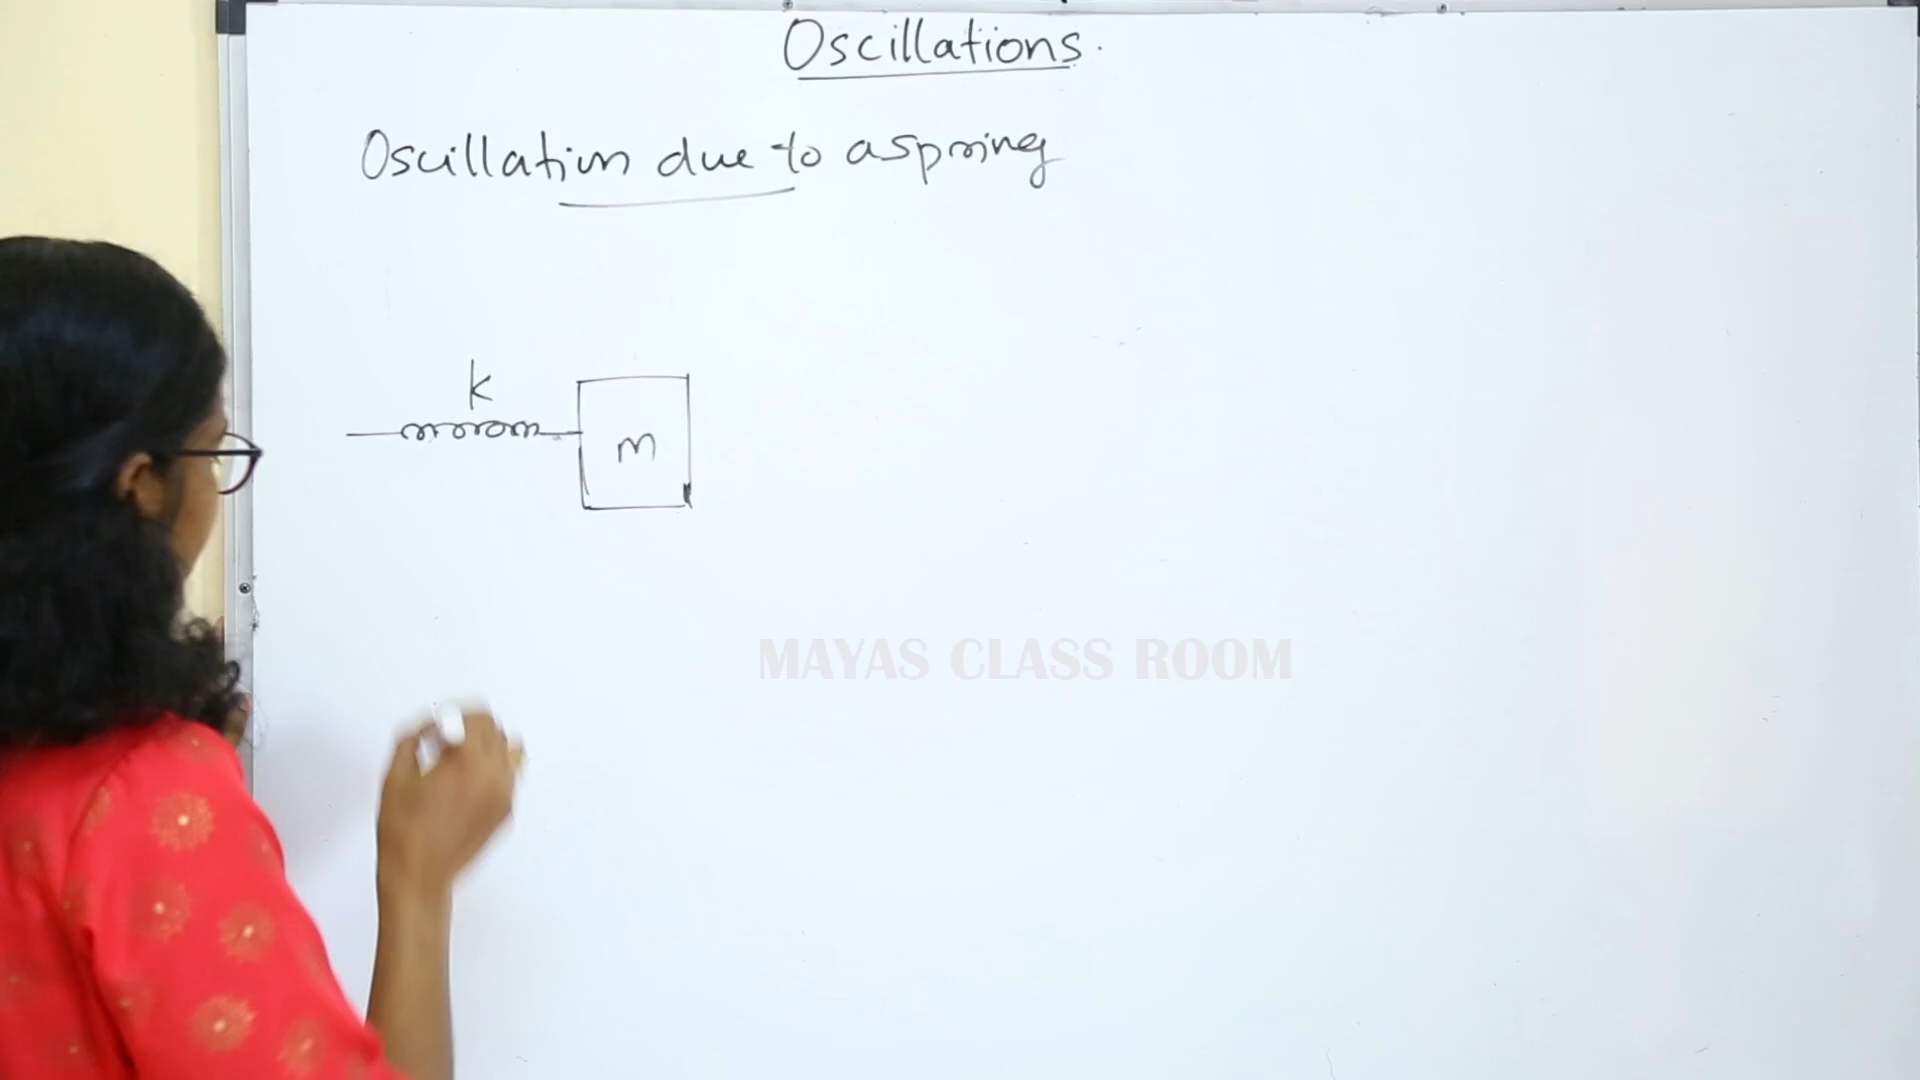 Oscillations.
Oscillation due to a spring
k
m
MAYAS CLASS ROOM